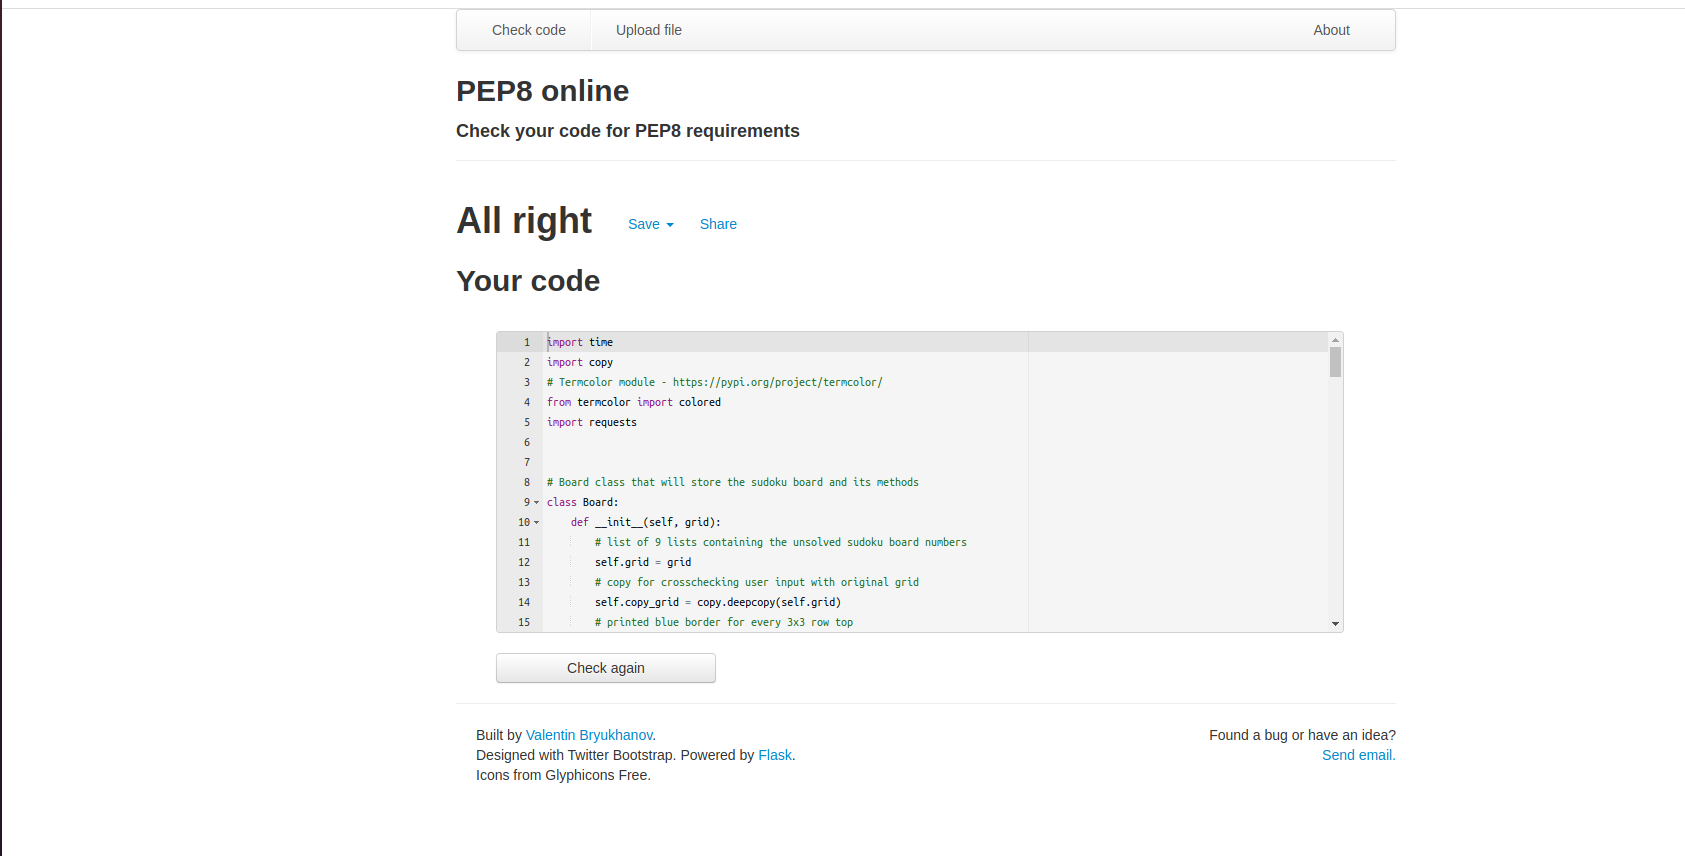 Check code Upload file About
PEP8 online
Check your code for PEP8 requirements
All right Save Share
Your code
1 import time
2 import copy
3 # Termcolor module - https://pypi.org/project/termcolor/
4 from termcolor import colored
5 import requests
6
7
8 # Board class that will store the sudoku board and its methods
9 class Board:
10 def __init__(self, grid):
11 # list of 9 lists containing the unsolved sudoku board numbers
12 self.grid = grid
13 # copy for crosschecking user input with original grid
14 self.copy_grid = copy.deepcopy(self.grid)
15 # printed blue border for every 3x3 row top
Check again
Built by Valentin Bryukhanov. Found a bug or have an idea?
Designed with Twitter Bootstrap. Powered by Flask. Send email.
Icons from Glyphicons Free.